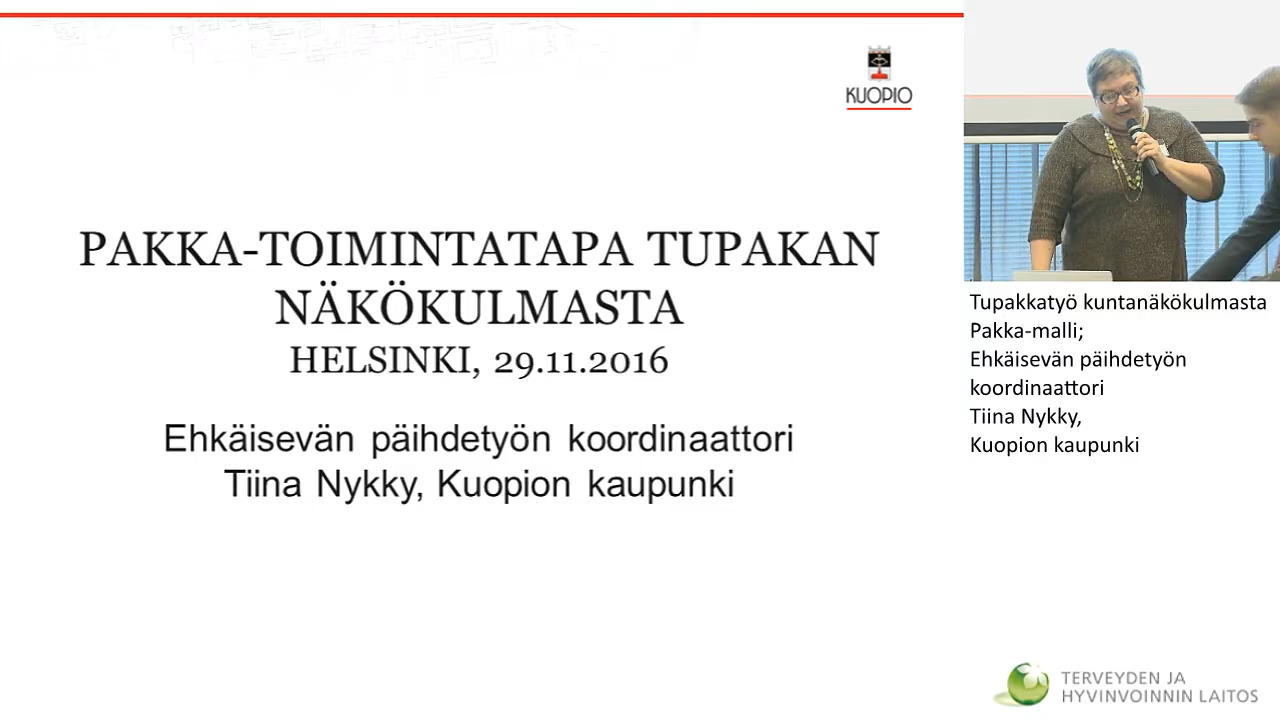 KUOPIO
PAKKA-TOIMINTATAPA TUPAKAN
NÄKÖKULMASTA
HELSINKI, 29.11.2016
Ehkäisevän päihdetyön koordinaattori
Tiina Nykky, Kuopion kaupunki
Tupakkatyö kuntanäkökulmasta
Pakka-malli;
Ehkäisevän päihdetyön
koordinaattori
Tiina Nykky,
Kuopion kaupunki
TERVEYDEN JA
HYVINVOINNIN LAITOS